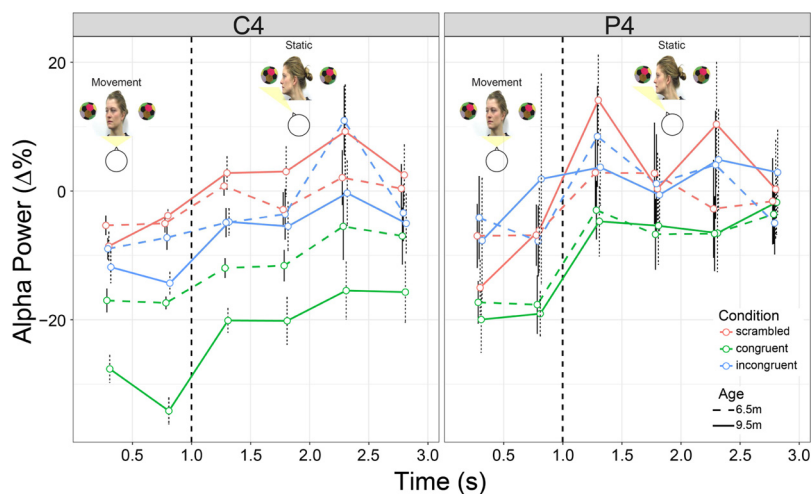 C4
P4
Alpha Power (Δ%)
20
0
−20
Movement
Static
Movement
Static
Condition
scrambled
congruent
incongruent
Age
6.5m
9.5m
0.5 1.0 1.5 2.0 2.5 3.0
0.5 1.0 1.5 2.0 2.5 3.0
Time (s)